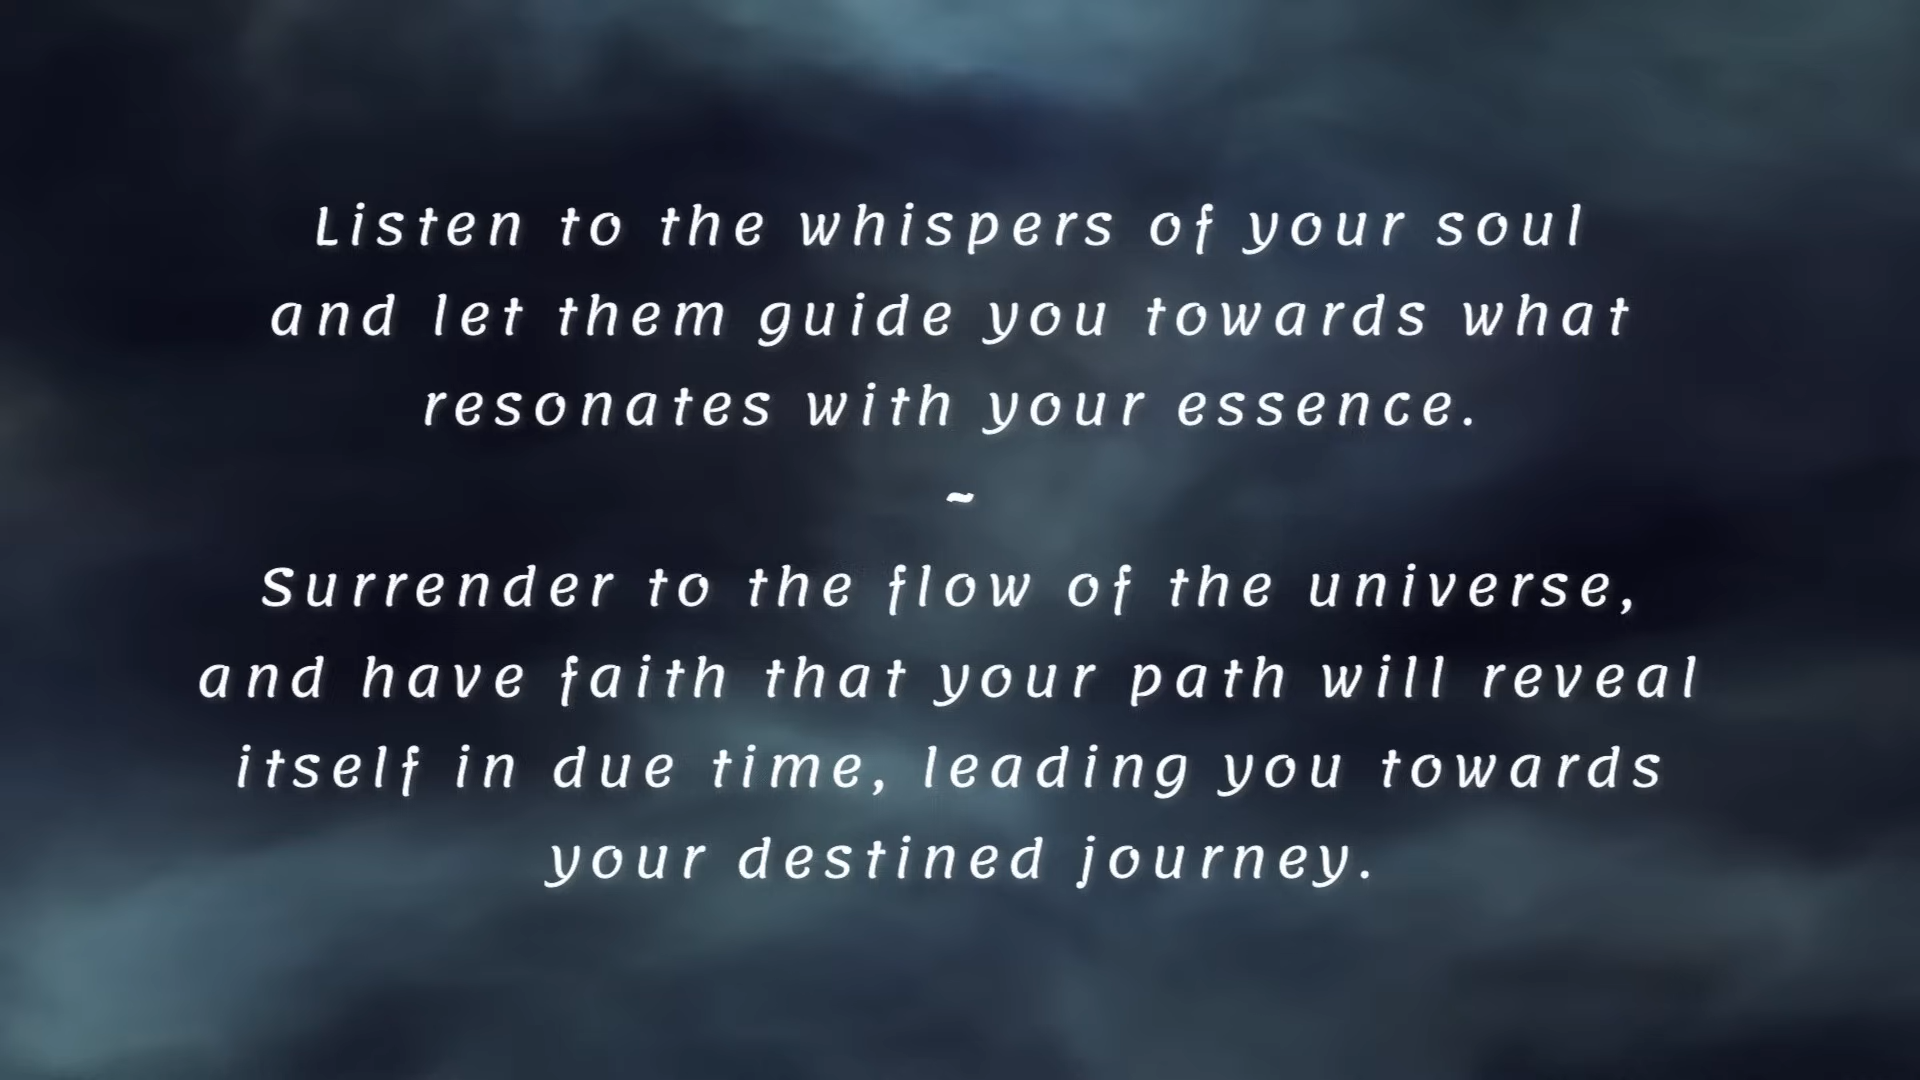 Listen to the whispers of your soul
and let them guide you towards what
resonates with your essence.
~
Surrender to the flow of the universe,
and have faith that your path will reveal
itself in due time, leading you towards
your destined journey.